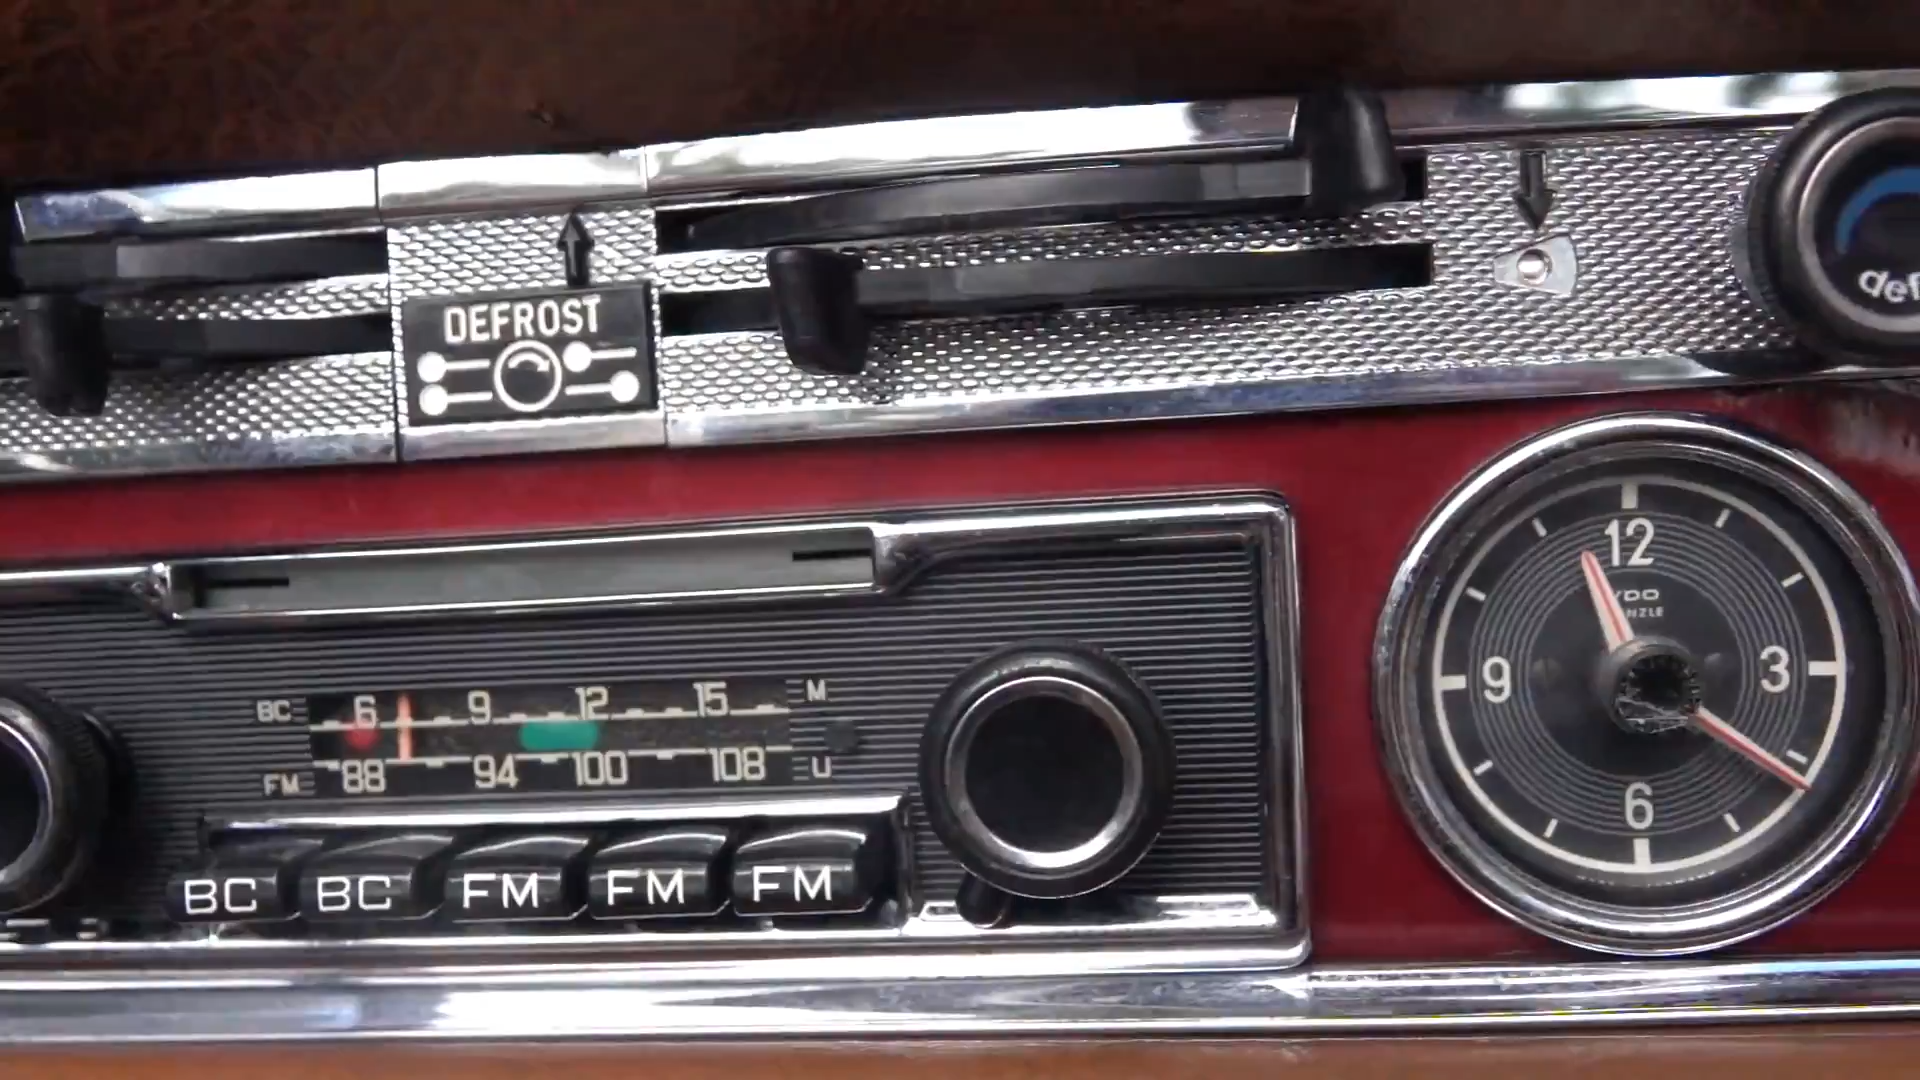 DEFROST
def
BC 6 9 12 15 M
FM 88 94 100 108 U
BC BC FM FM FM
12
VDO
9 3
6